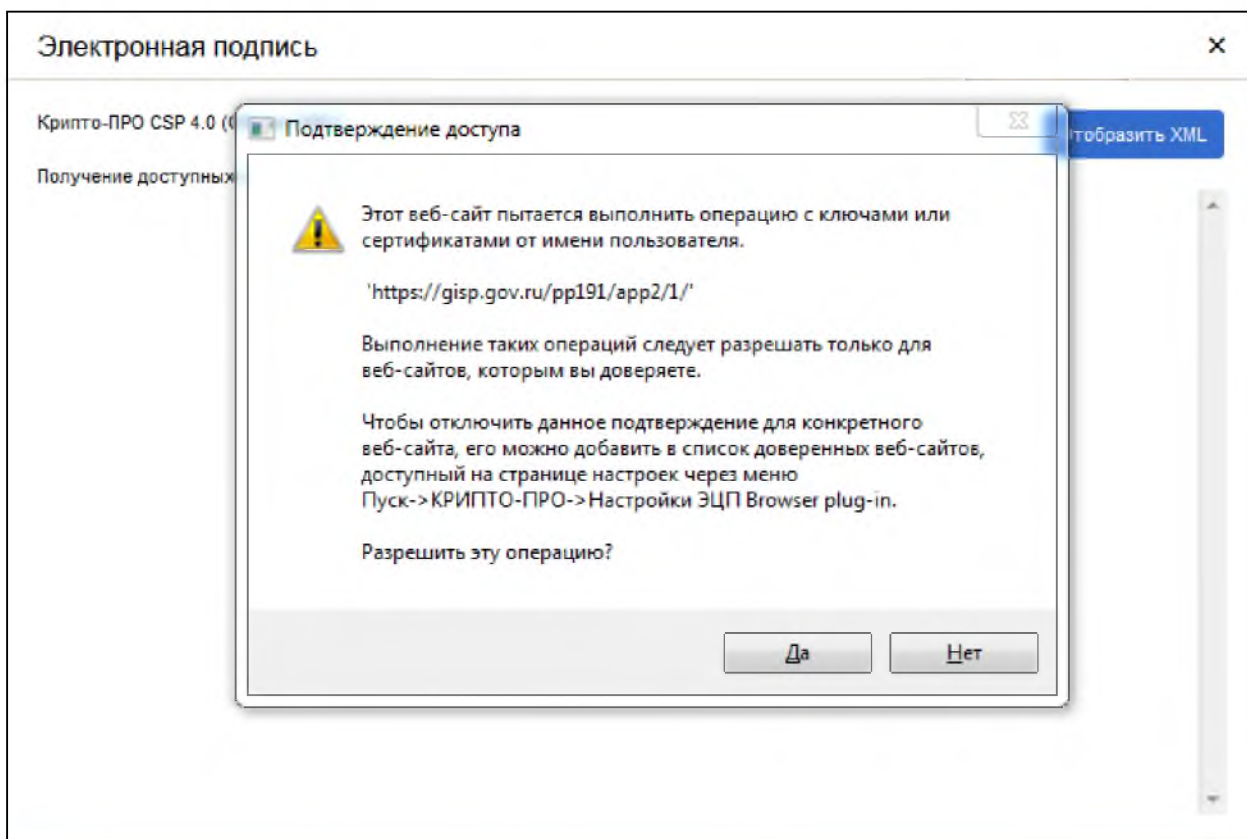 Электронная подпись
Крипто-ПРО CSP 4.0
Подтверждение доступа
тобразить XML
Получение доступных
Этот веб-сайт пытается выполнить операцию с ключами или
сертификатами от имени пользователя.
'https://gisp.gov.ru/pp191/app2/1/'
Выполнение таких операций следует разрешать только для
веб-сайтов, которым вы доверяете.
Чтобы отключить данное подтверждение для конкретного
веб-сайта, его можно добавить в список доверенных веб-сайтов,
доступный на странице настроек через меню
Пуск->КРИПТО-ПРО->Настройки ЭЦП Browser plug-in.
Разрешить эту операцию?
Да
Нет